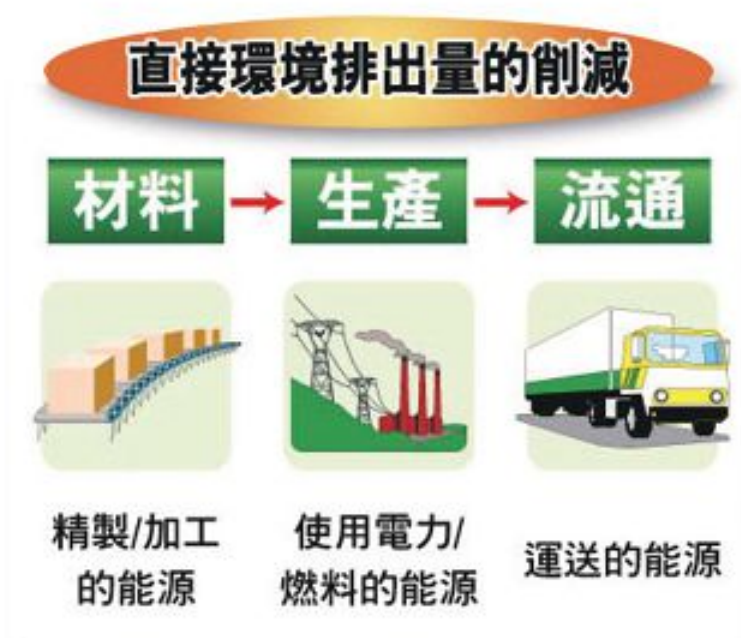 直接環境排出量的削減
材料
生產
流通
精製/加工
的能源
使用電力/
燃料的能源
運送的能源